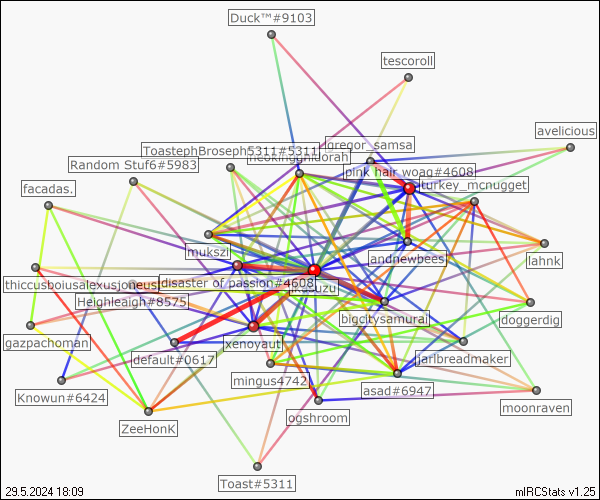 Duck™#9103
tescoroll
avelicious
gregor_samsa
ToastephBroseph5311#5311
Random Stuf6#5983
pink hair woag#4608
turkey_mcnugget
facadas.
mukszi
andnewbees
lahnk
thiccusboiusalexusjoneus
disaster of passion#4608
Heighleaigh#8575
doggerdig
bigcitysamurai
gazpachoman
xenoyaut
default#0617
jarlbreadmaker
mingus4742
asad#6947
Knowun#6424
moonraven
ogshroom
ZeeHonK
Toast#5311
29.5.2024 18:09
mIRCStats v1.25